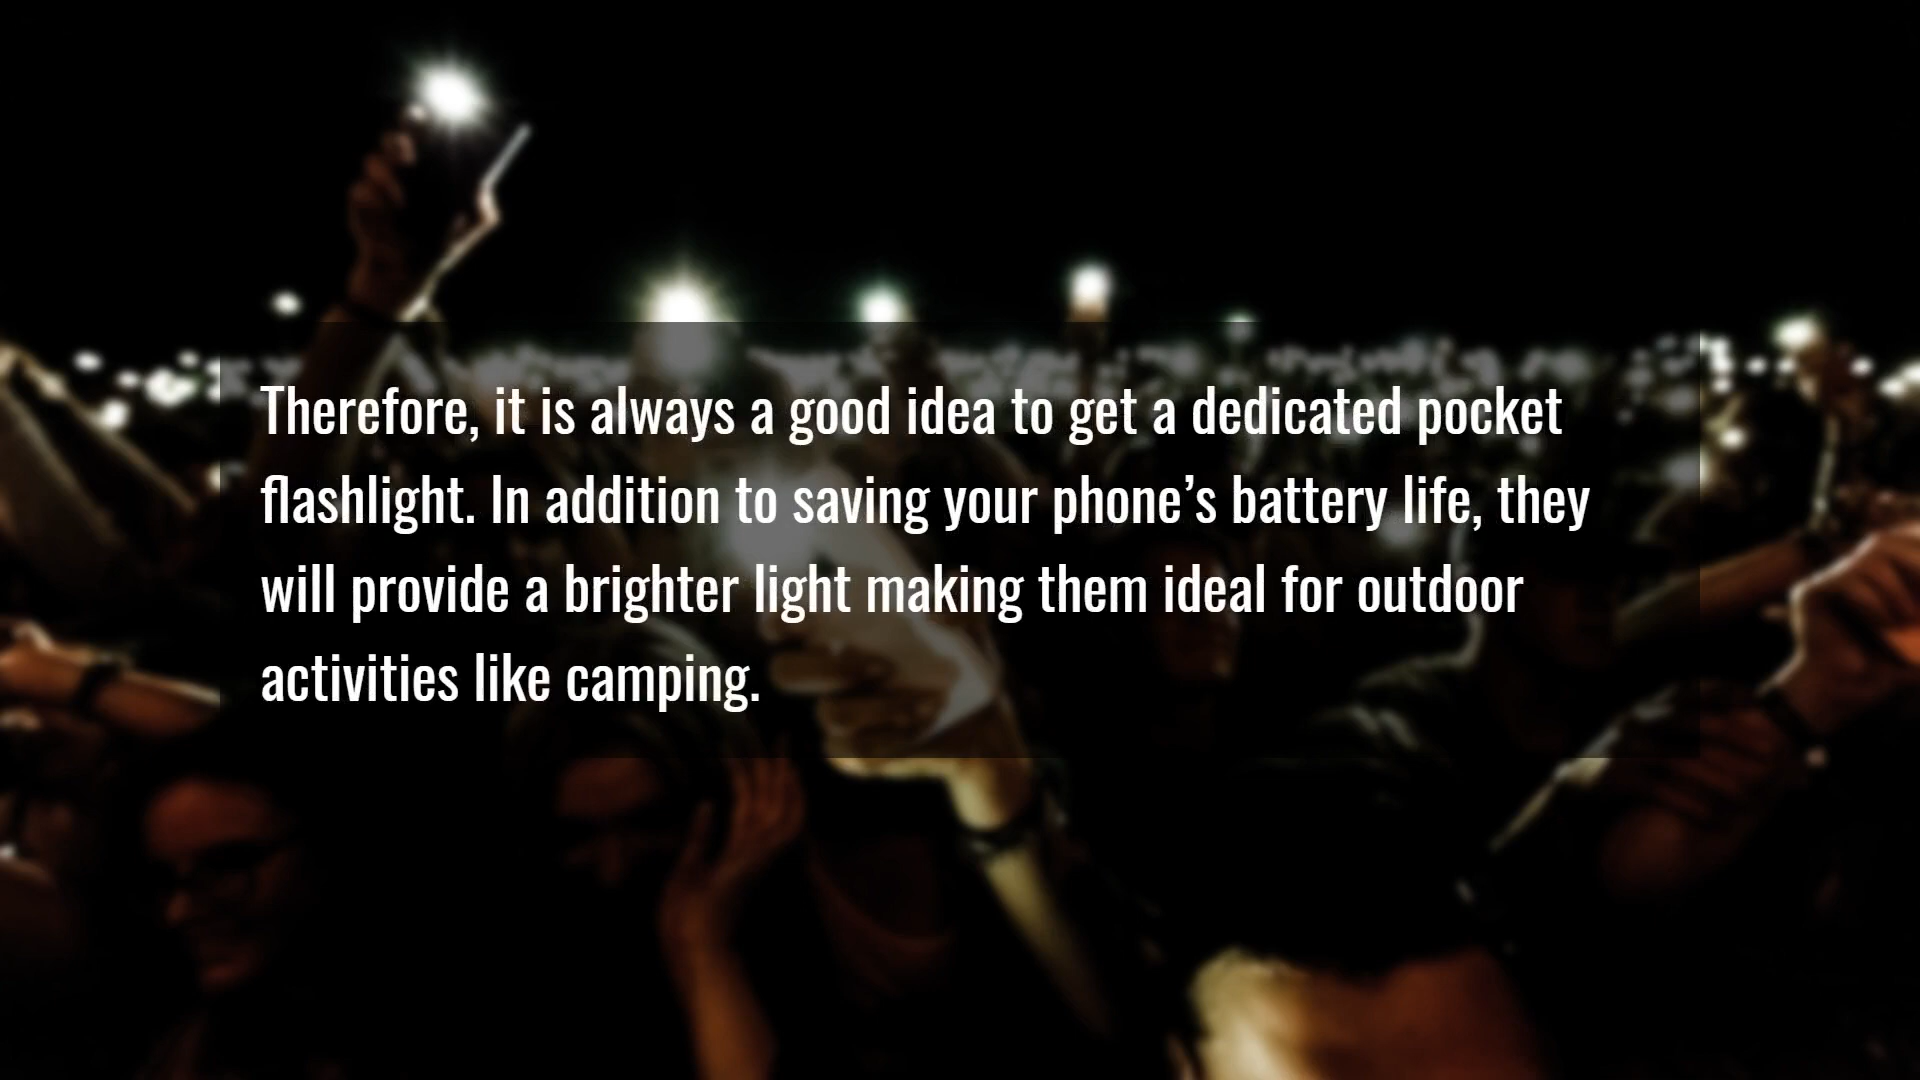 Therefore, it is always a good idea to get a dedicated pocket
flashlight. In addition to saving your phone’s battery life, they
will provide a brighter light making them ideal for outdoor
activities like camping.